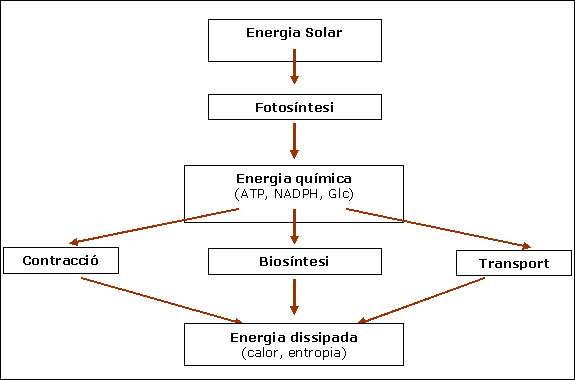 Energia Solar
Fotosíntesi
Energia química
(ATP, NADPH, Glc)
Contracció
Biosíntesi
Transport
Energia dissipada
(calor, entropia)